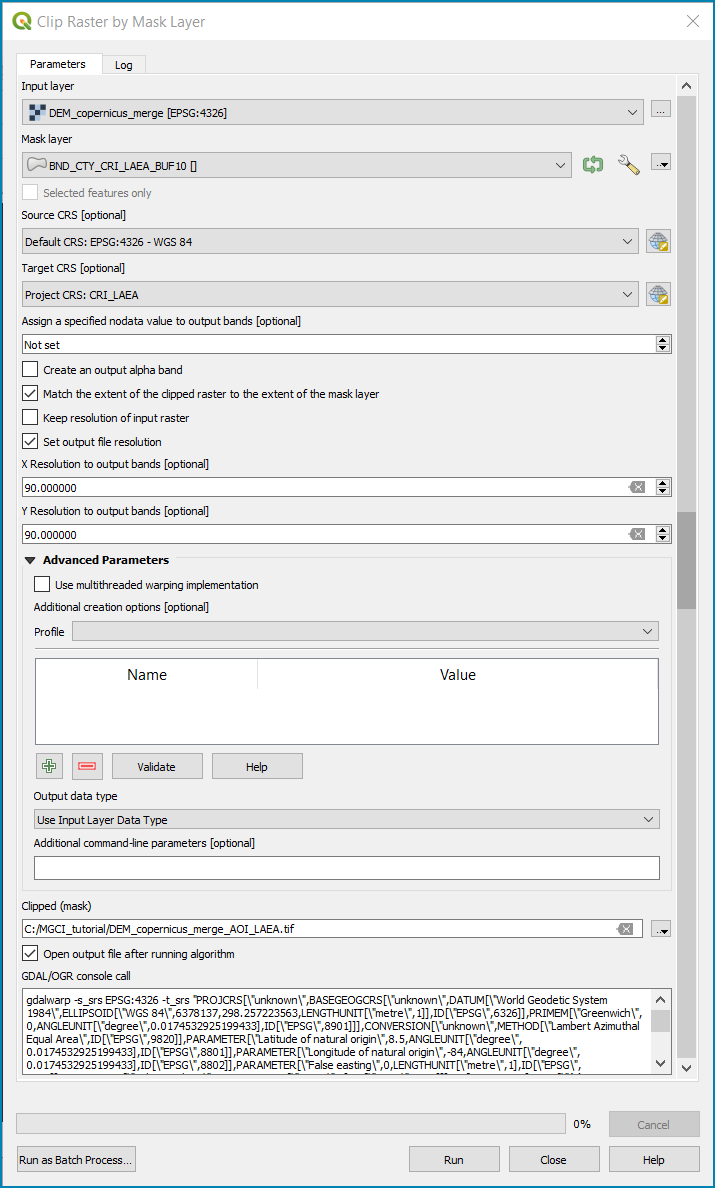 Clip Raster by Mask Layer
Parameters
Log
Input layer
DEM_copernicus_merge [EPSG:4326]
...
Mask layer
BND_CTY_CRI_LAEA_BUF10 []
...
Selected features only
Source CRS [optional]
Default CRS: EPSG:4326 - WGS 84
Target CRS [optional]
Project CRS: CRI_LAEA
Assign a specified nodata value to output bands [optional]
Not set
Create an output alpha band
Match the extent of the clipped raster to the extent of the mask layer
Keep resolution of input raster
Set output file resolution
X Resolution to output bands [optional]
90.000000
Y Resolution to output bands [optional]
90.000000
Advanced Parameters
Use multithreaded warping implementation
Additional creation options [optional]
Profile
Name Value
Validate
Help
Output data type
Use Input Layer Data Type
Additional command-line parameters [optional]
Clipped (mask)
C:/MGCI_tutorial/DEM_copernicus_merge_AOI_LAEA.tif
...
Open output file after running algorithm
GDAL/OGR console call
gdalwarp -s_srs EPSG:4326 -t_srs "PROJCRS[\"unknown\",BASEGEOGCRS[\"unknown\",DATUM[\"World Geodetic System
1984\",ELLIPSOID[\"WGS 84\",6378137,298.257223563,LENGTHUNIT[\"metre\",1]],ID[\"EPSG\",6326]],PRIMEM[\"Greenwich\",
0,ANGLEUNIT[\"degree\",0.0174532925199433],ID[\"EPSG\",8901]]],CONVERSION[\"unknown\",METHOD[\"Lambert Azimuthal
Equal Area\",ID[\"EPSG\",9820]],PARAMETER[\"Latitude of natural origin\",8.5,ANGLEUNIT[\"degree\",
0.0174532925199433],ID[\"EPSG\",8801]],PARAMETER[\"Longitude of natural origin\",-84,ANGLEUNIT[\"degree\",
0.0174532925199433],ID[\"EPSG\",8802]],PARAMETER[\"False easting\",0,LENGTHUNIT[\"metre\",1],ID[\"EPSG\",
0%
Cancel
Run as Batch Process...
Run
Close
Help